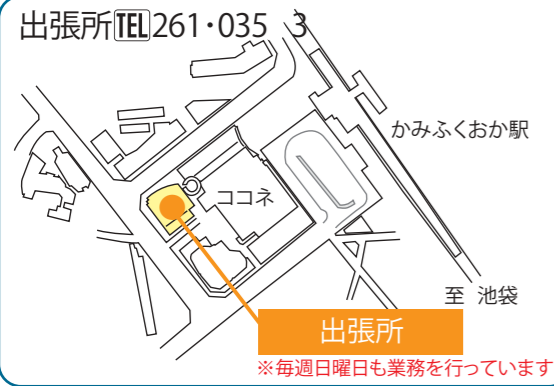 出張所℡261・035 3
かみふくおか駅
ココネ
至 池袋
出張所
※毎週日曜日も業務を行っています